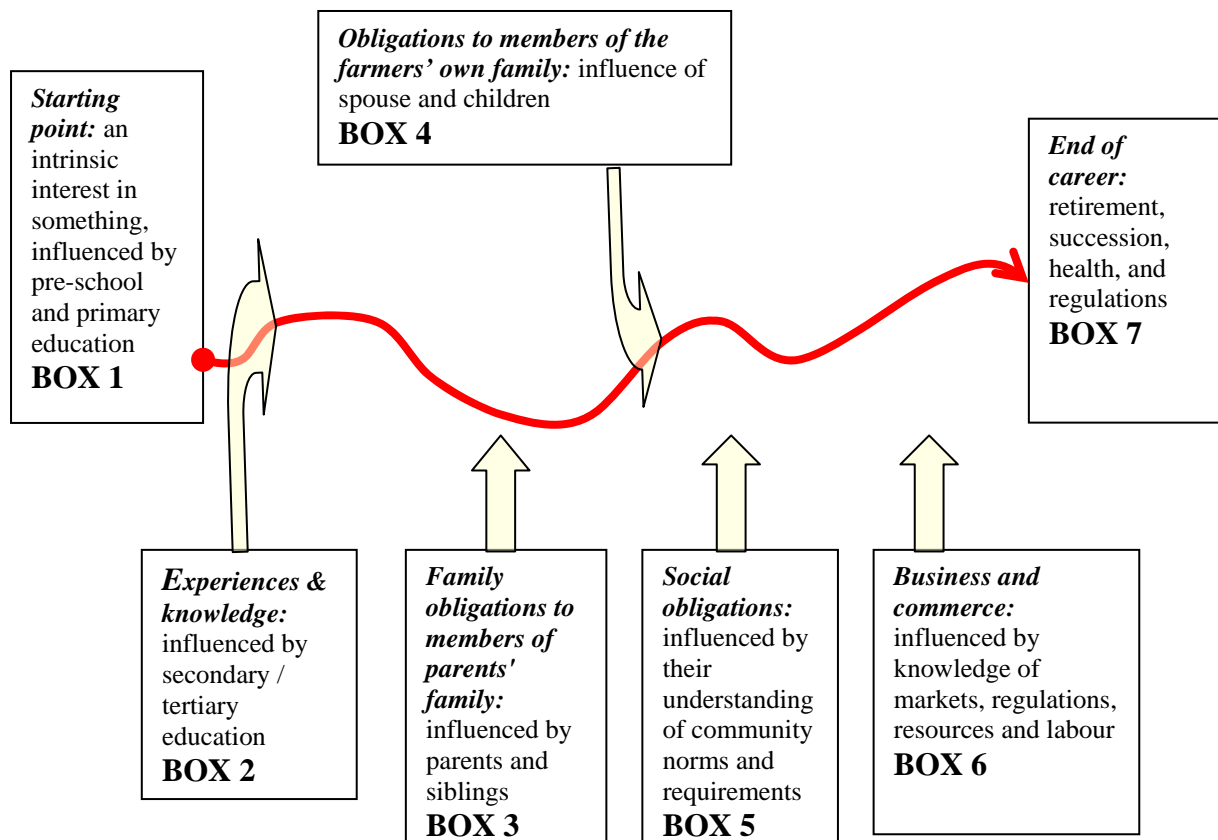 Starting
point: an
intrinsic
interest in
something,
influenced by
pre-school
and primary
education
BOX 1
Obligations to members of the
farmers’ own family: influence of
spouse and children
BOX 4
End of
career:
retirement,
succession,
health, and
regulations
BOX 7
Experiences &
knowledge:
influenced by
secondary /
tertiary
education
BOX 2
Family
obligations to
members of
parents'
family:
influenced by
parents and
siblings
BOX 3
Social
obligations:
influenced by
their
understanding
of community
norms and
requirements
BOX 5
Business and
commerce:
influenced by
knowledge of
markets, regulations,
resources and labour
BOX 6